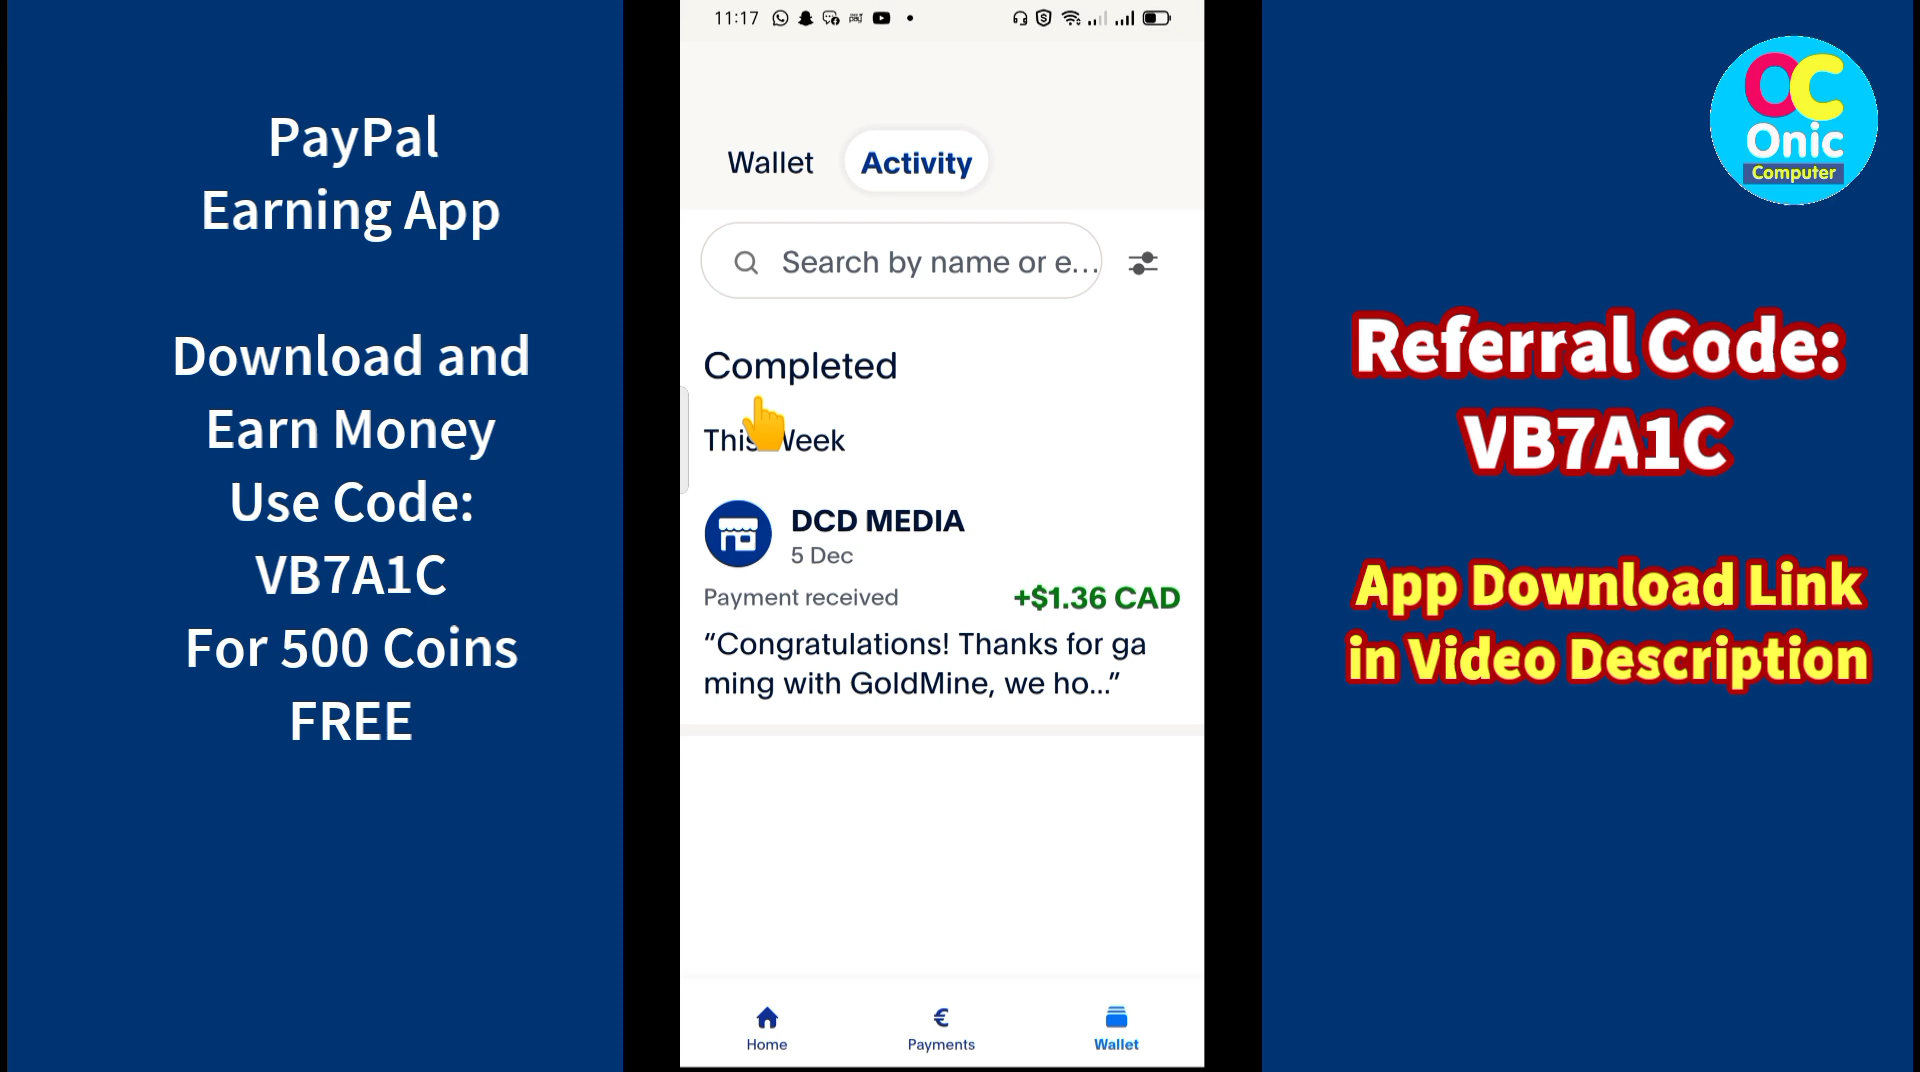 PayPal
Earning App
Download and
Earn Money
Use Code:
VB7A1C
For 500 Coins
FREE
11:17
Wallet
Activity
Search by name or e...
Completed
This Week
DCD MEDIA
5 Dec
Payment received
+$1.36 CAD
“Congratulations! Thanks for ga
ming with GoldMine, we ho...”
Home
€
Payments
Wallet
OC
Onic
Computer
Referral Code:
VB7A1C
App Download Link
in Video Description